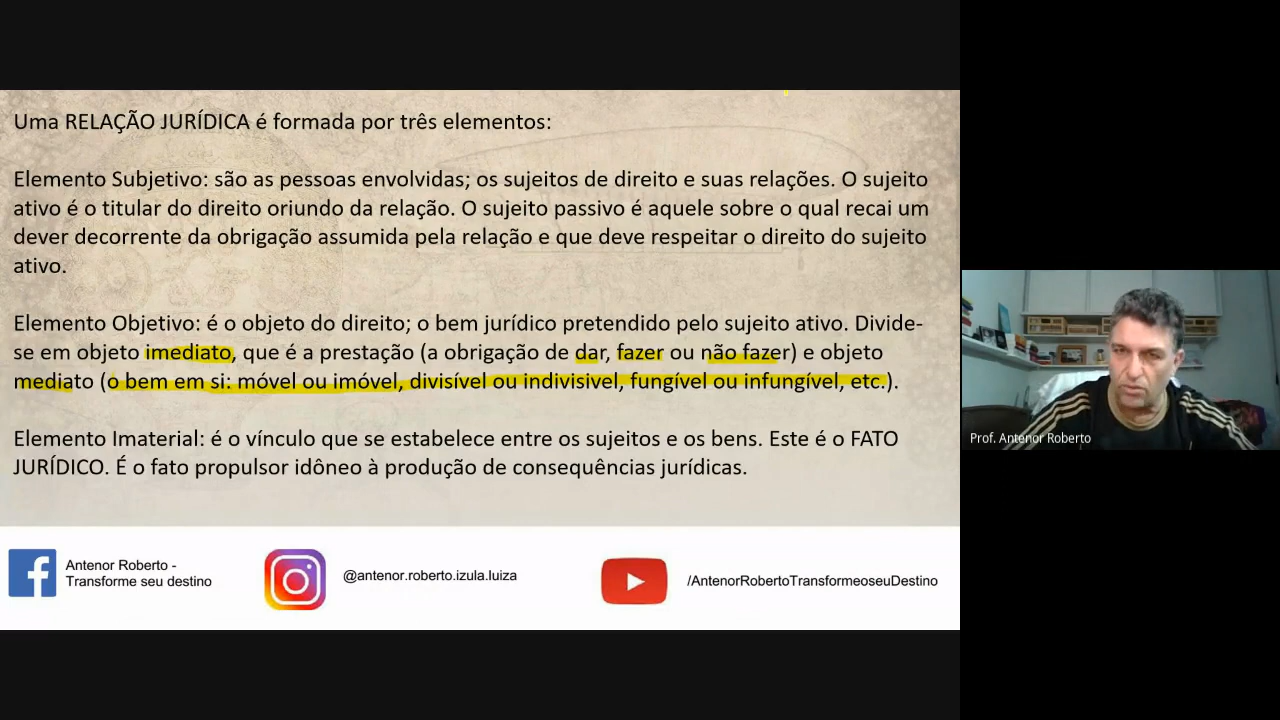 Uma RELAÇÃO JURÍDICA é formada por três elementos:
Elemento Subjetivo: são as pessoas envolvidas; os sujeitos de direito e suas relações. O sujeito
ativo é o titular do direito oriundo da relação. O sujeito passivo é aquele sobre o qual recai um
dever decorrente da obrigação assumida pela relação e que deve respeitar o direito do sujeito
ativo.
Elemento Objetivo: é o objeto do direito; o bem jurídico pretendido pelo sujeito ativo. Divide-
se em objeto imediato, que é a prestação (a obrigação de dar, fazer ou não fazer) e objeto
mediato (o bem em si: móvel ou imóvel, divisível ou indivisivel, fungível ou infungível, etc.).
Elemento Imaterial: é o vínculo que se estabelece entre os sujeitos e os bens. Este é o FATO
JURÍDICO. É o fato propulsor idôneo à produção de consequências jurídicas.
Prof. Antenor Roberto
Antenor Roberto -
Transforme seu destino
@antenor.roberto.izula.luiza
/AntenorRobertoTransformeoseuDestino